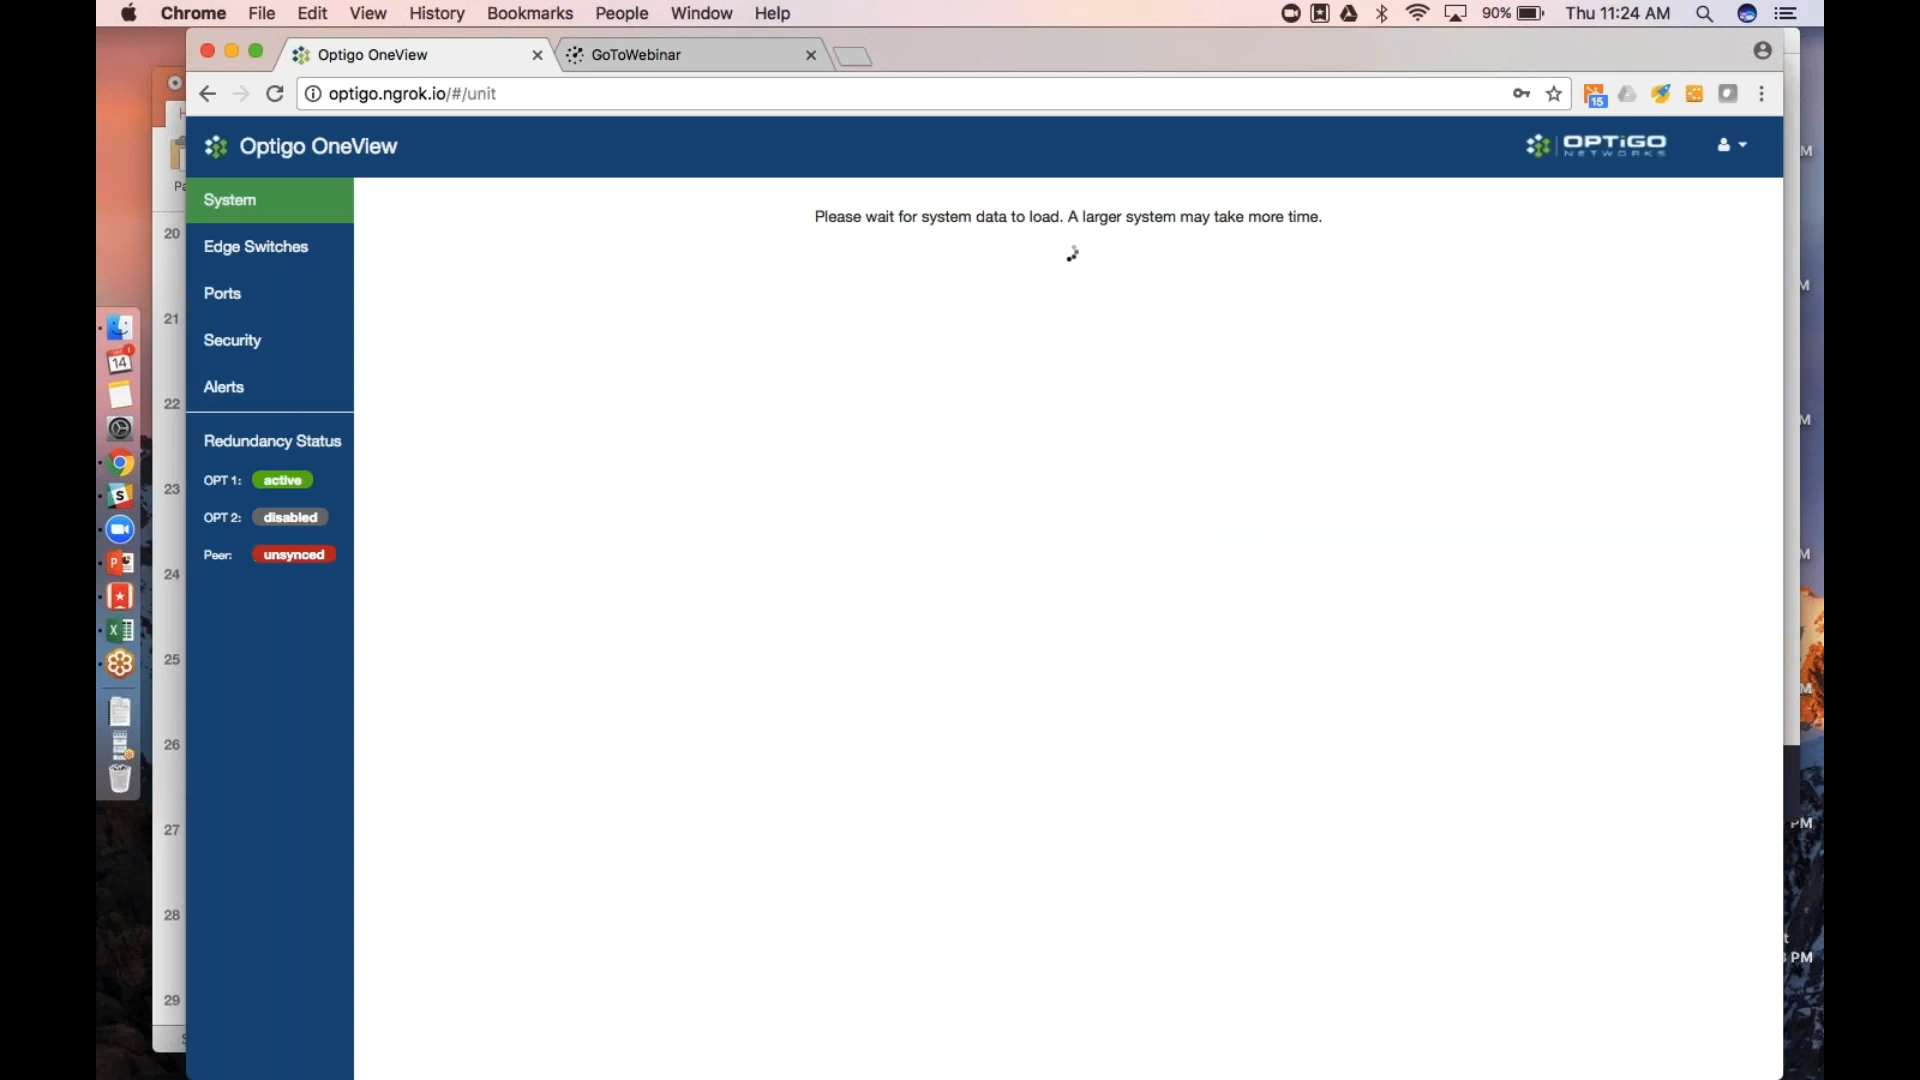 Chrome File Edit View History Bookmarks People Window Help 90% Thu 11:24 AM
Optigo OneView GoToWebinar
optigo.ngrok.io/#/unit 15
Optigo OneView OPTiGO NETWORKS
System
Please wait for system data to load. A larger system may take more time.
Edge Switches
Ports
Security
Alerts
Redundancy Status
OPT 1: active
OPT 2: disabled
Peer: unsynced
14
20
21
22
23
24
25
26
27
28
29
PM
PM